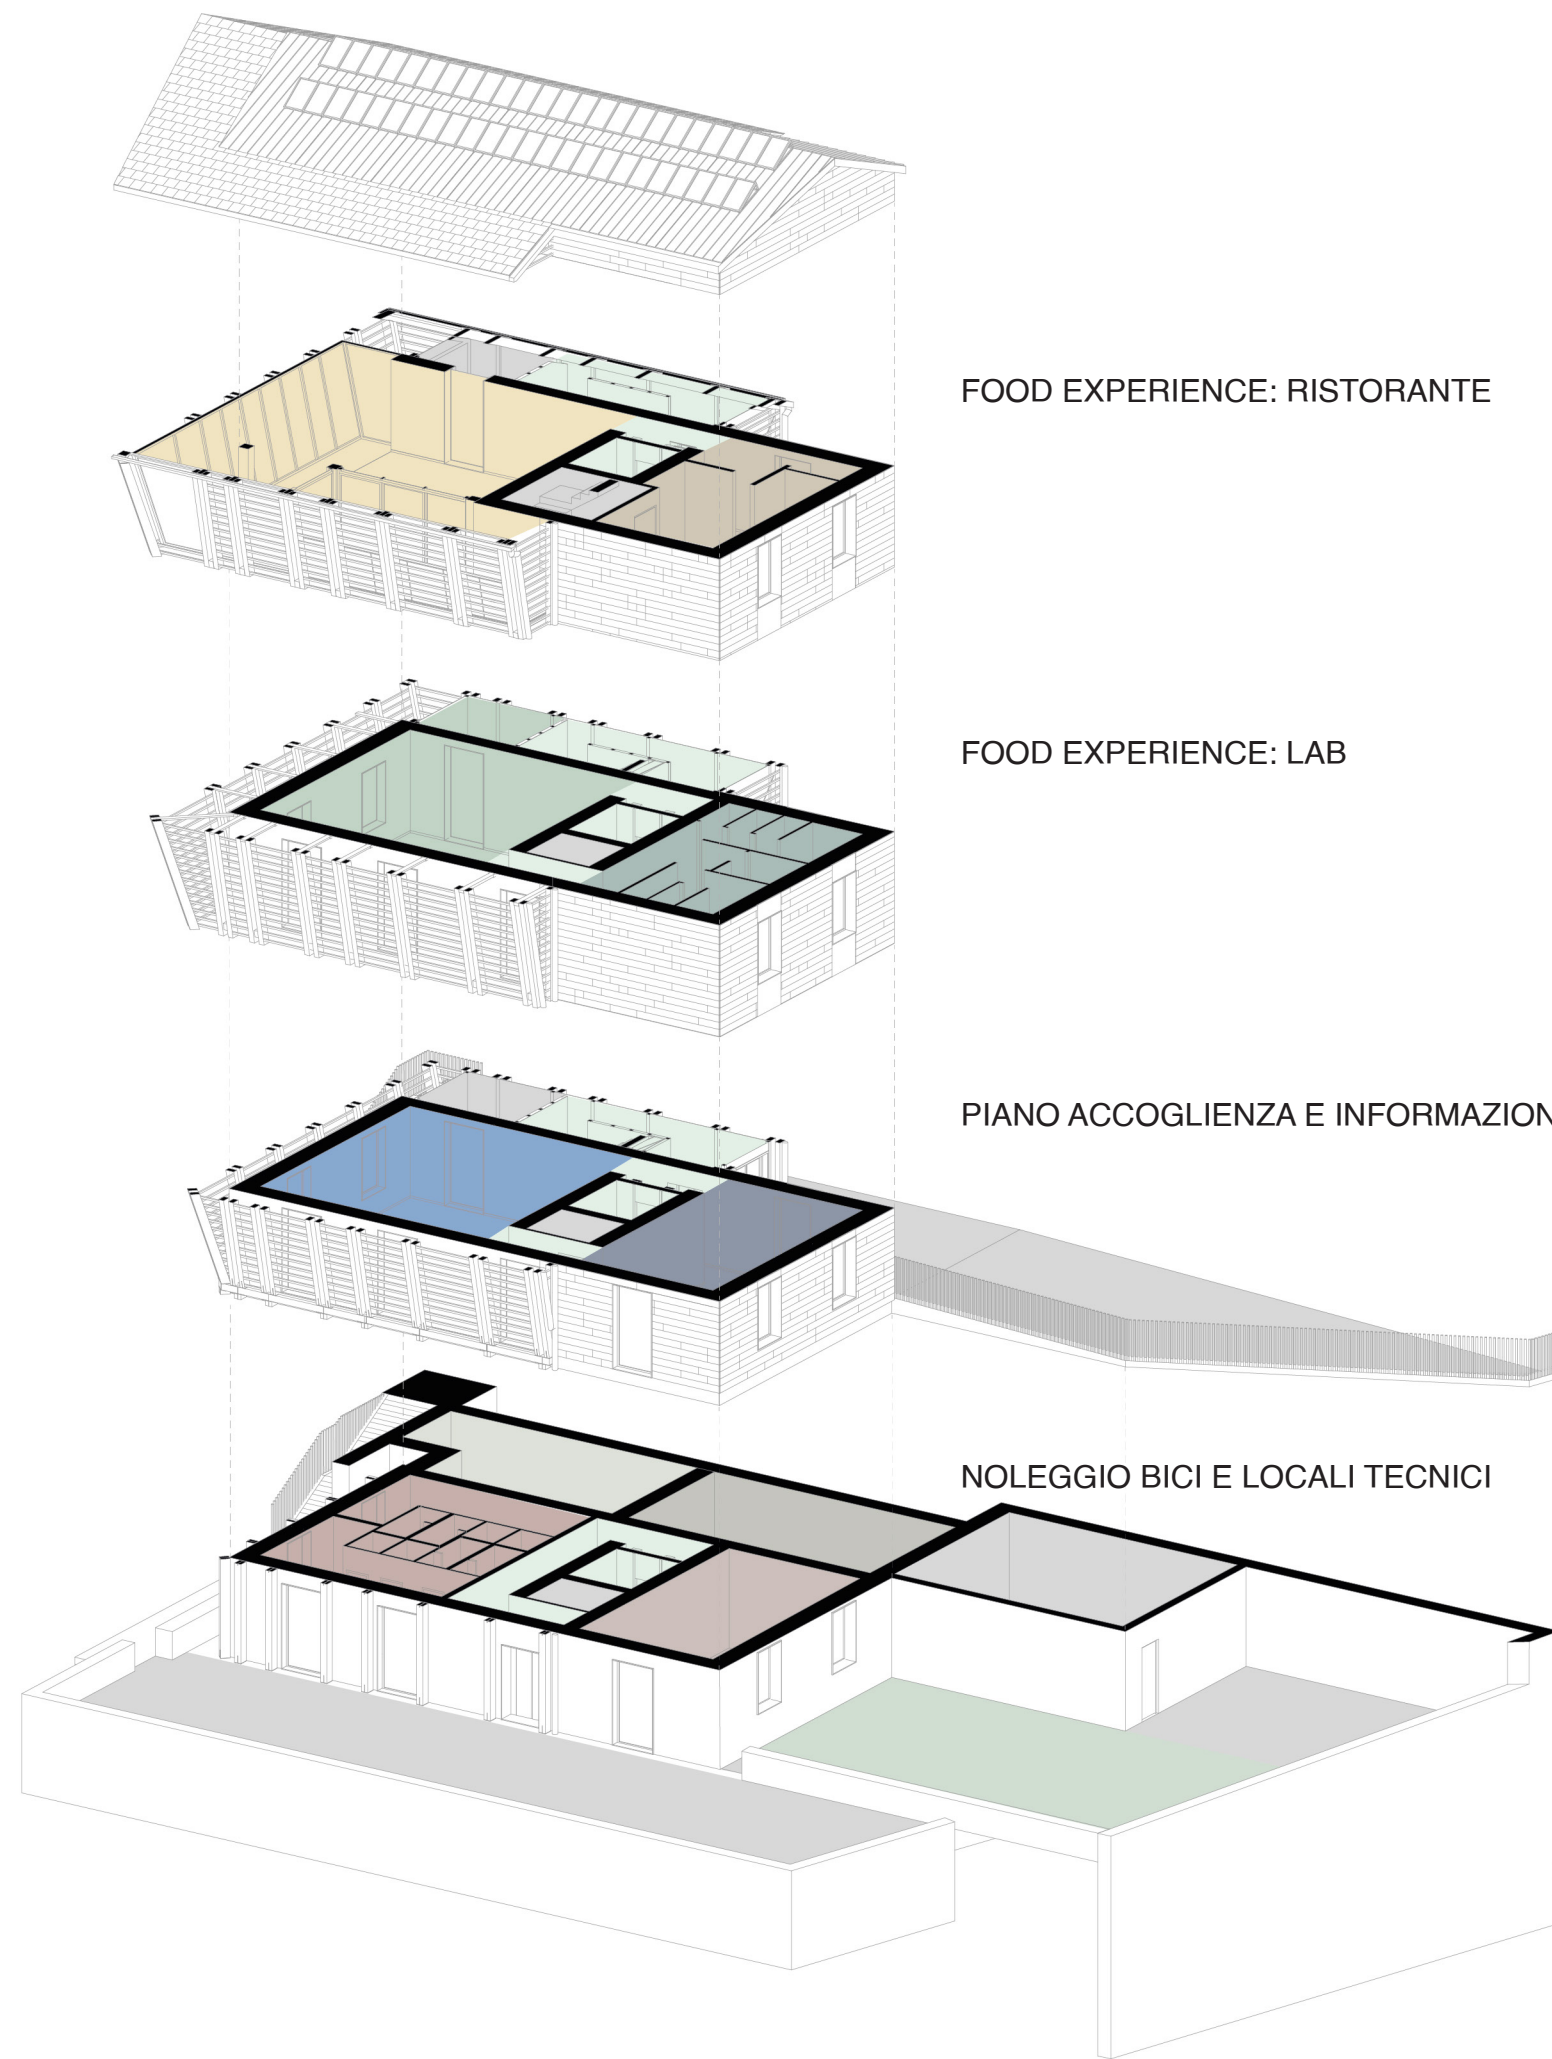 FOOD EXPERIENCE: RISTORANTE
FOOD EXPERIENCE: LAB
PIANO ACCOGLIENZA E INFORMAZION
NOLEGGIO BICI E LOCALI TECNICI